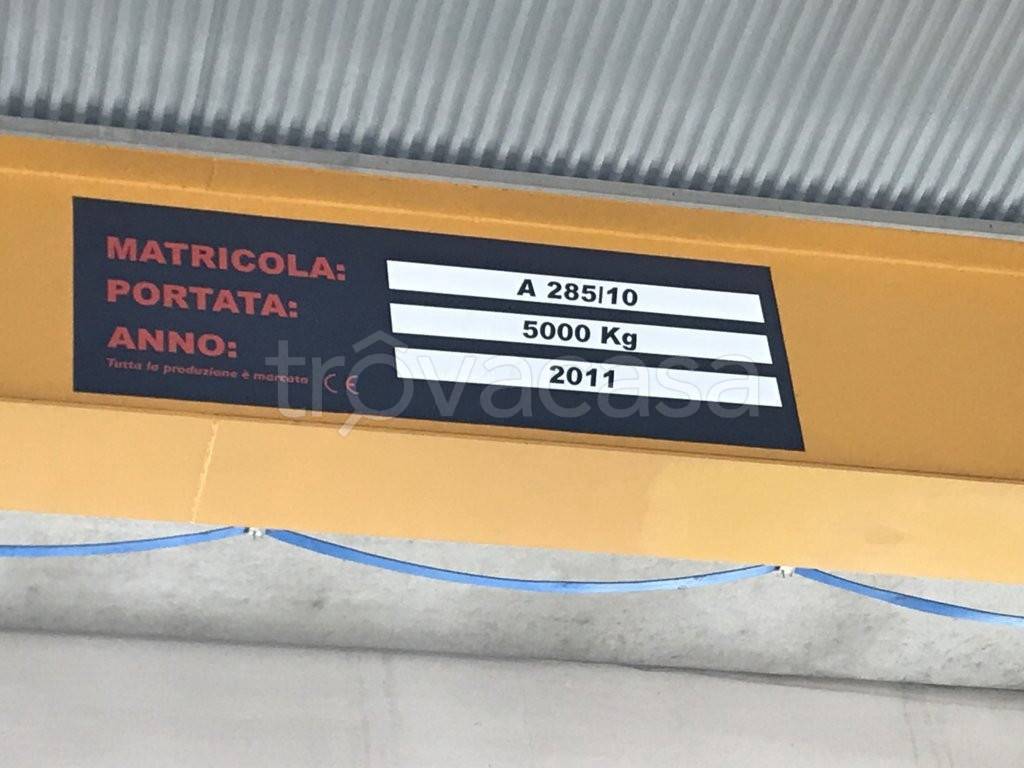 MATRICOLA: A 285/10
PORTATA: 5000 Kg
ANNO: 2011
Tutta la produzione è marcata CE
trovacasa